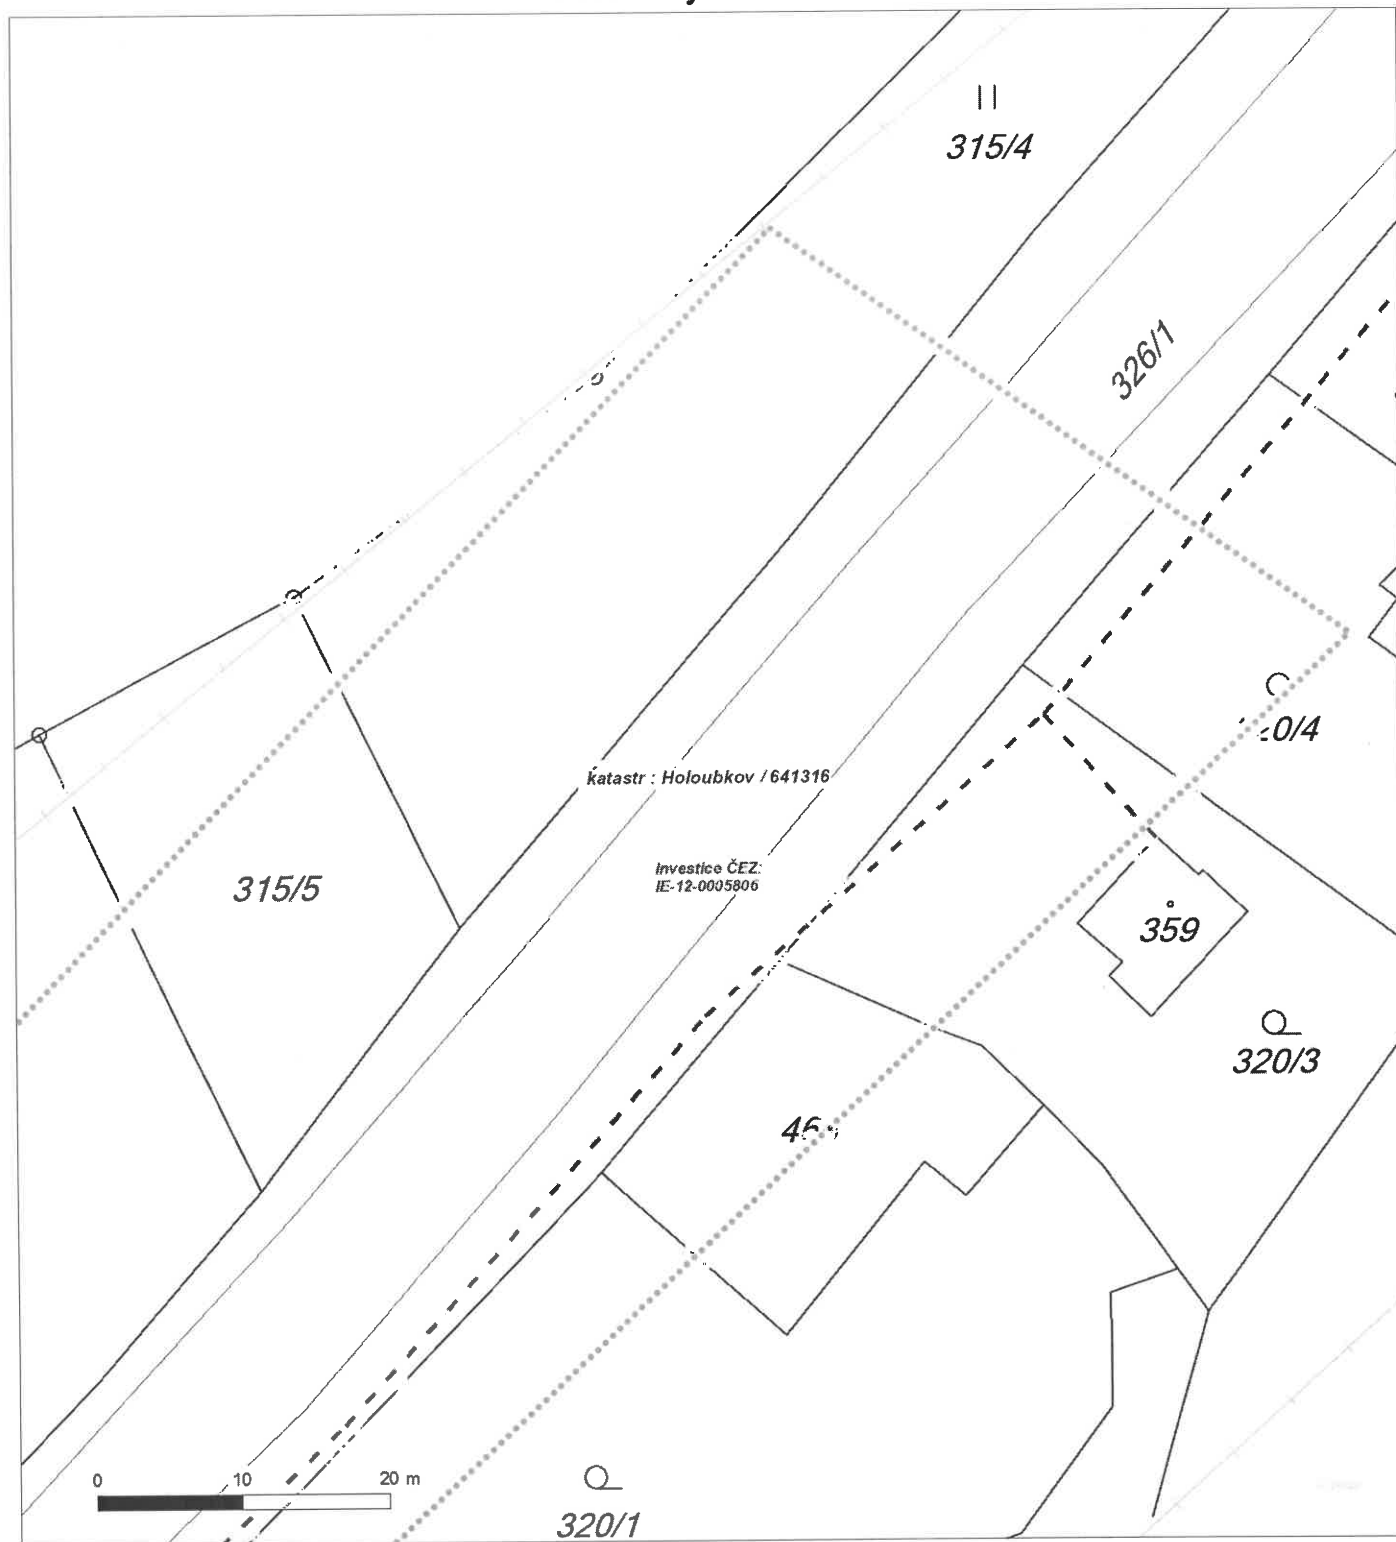 315/4
326/1
katastr : Holoubkov / 641316
Investice ČEZ:
IE-12-0005806
315/5
359
320/3
0 10 20 m
320/1